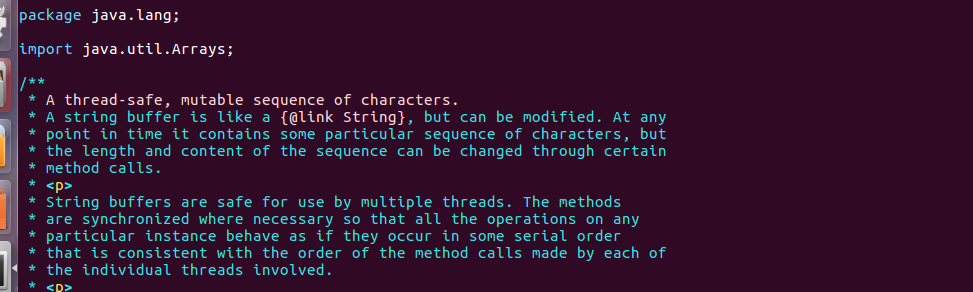 package java.lang;
import java.util.Arrays;
/**
 * A thread-safe, mutable sequence of characters.
 * A string buffer is like a {@link String}, but can be modified. At any
 * point in time it contains some particular sequence of characters, but
 * the length and content of the sequence can be changed through certain
 * method calls.
 * <p>
 * String buffers are safe for use by multiple threads. The methods
 * are synchronized where necessary so that all the operations on any
 * particular instance behave as if they occur in some serial order
 * that is consistent with the order of the method calls made by each of
 * the individual threads involved.
 * <p>